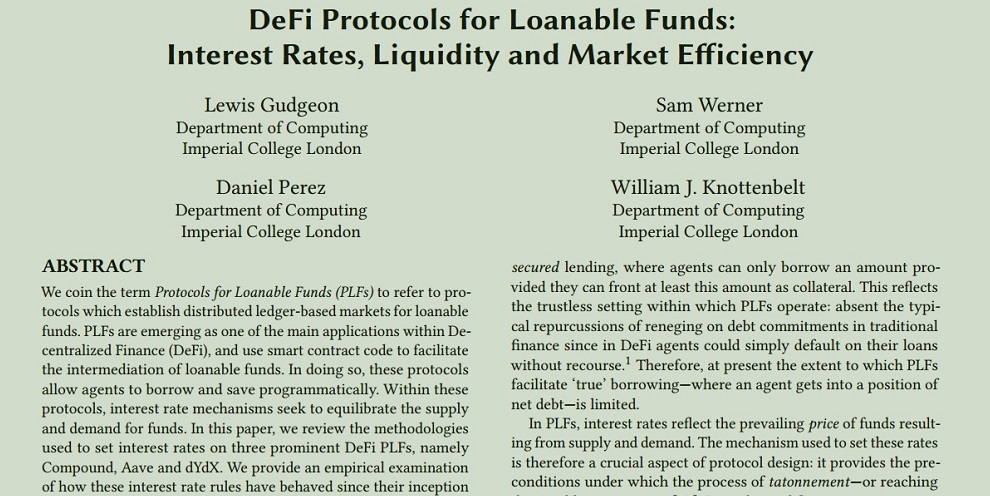 DeFi Protocols for Loanable Funds:
Interest Rates, Liquidity and Market Efficiency
Lewis Gudgeon
Department of Computing
Imperial College London
Sam Werner
Department of Computing
Imperial College London
Daniel Perez
Department of Computing
Imperial College London
William J. Knottenbelt
Department of Computing
Imperial College London
ABSTRACT
We coin the term Protocols for Loanable Funds (PLFs) to refer to pro-
tocols which establish distributed ledger-based markets for loanable
funds. PLFs are emerging as one of the main applications within De-
centralized Finance (DeFi), and use smart contract code to facilitate
the intermediation of loanable funds. In doing so, these protocols
allow agents to borrow and save programmatically. Within these
protocols, interest rate mechanisms seek to equilibrate the supply
and demand for funds. In this paper, we review the methodologies
used to set interest rates on three prominent DeFi PLFs, namely
Compound, Aave and dYdX. We provide an empirical examination
of how these interest rate rules have behaved since their inception
secured lending, where agents can only borrow an amount pro-
vided they can front at least this amount as collateral. This reflects
the trustless setting within which PLFs operate: absent the typi-
cal repurcussions of reneging on debt commitments in traditional
finance since in DeFi agents could simply default on their loans
without recourse.¹ Therefore, at present the extent to which PLFs
facilitate ‘true’ borrowing—where an agent gets into a position of
net debt—is limited.
In PLFs, interest rates reflect the prevailing price of funds result-
ing from supply and demand. The mechanism used to set these rates
is therefore a crucial aspect of protocol design: it provides the pre-
conditions under which the process of tatonnement—or reaching